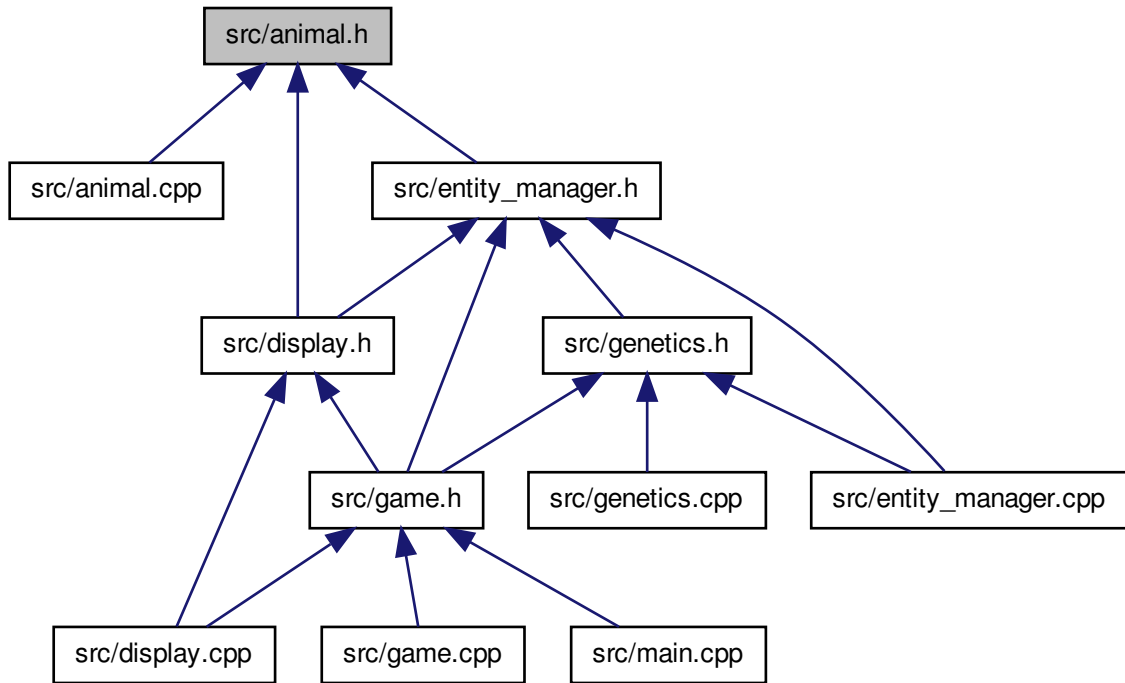 src/animal.h
src/animal.cpp
src/entity_manager.h
src/display.h
src/genetics.h
src/game.h
src/genetics.cpp
src/entity_manager.cpp
src/display.cpp
src/game.cpp
src/main.cpp